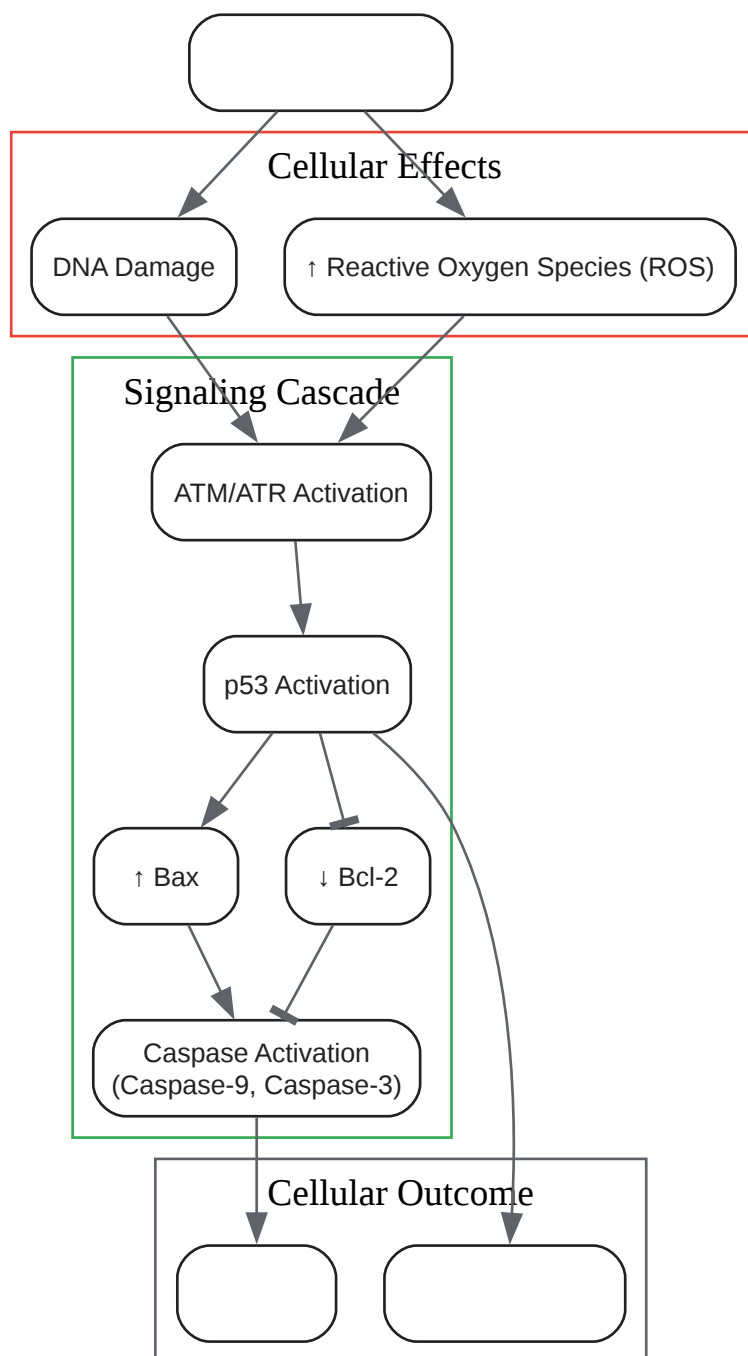 Cellular Effects
DNA Damage
↑ Reactive Oxygen Species (ROS)
Signaling Cascade
ATM/ATR Activation
p53 Activation
↑ Bax
↓ Bcl-2
Caspase Activation
(Caspase-9, Caspase-3)
Cellular Outcome